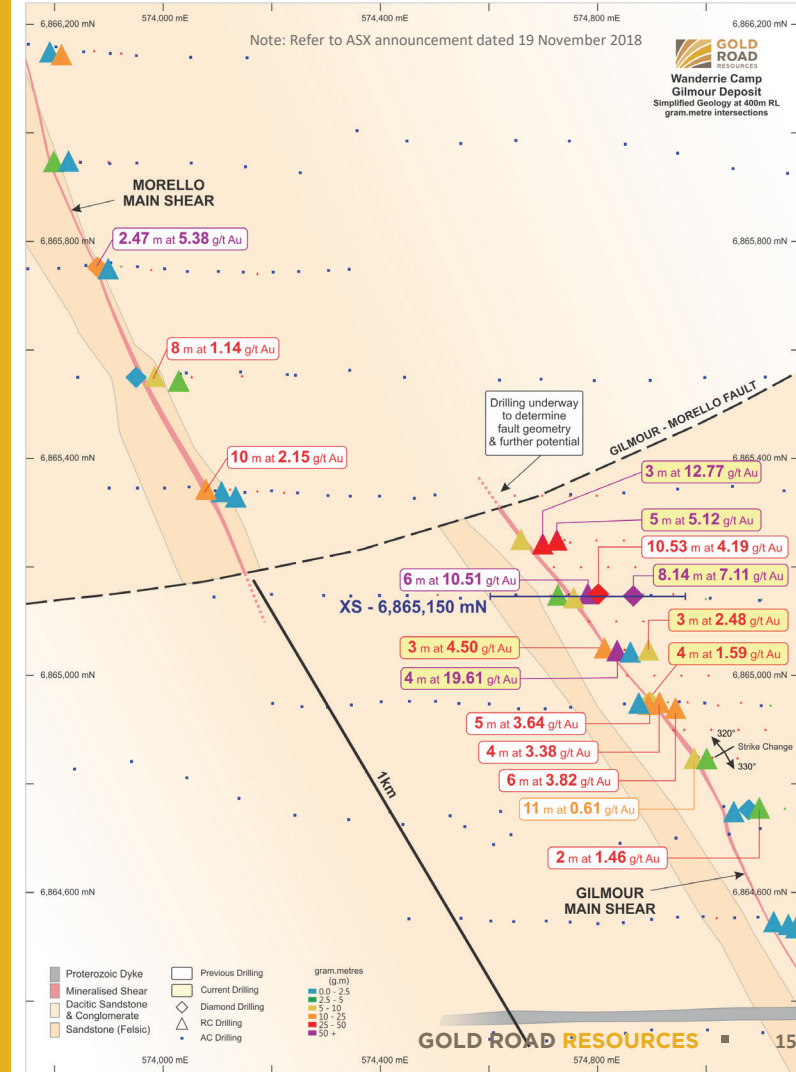 6,866,200 mN
574,000 mE
574,400 mE
574,800 mE
6,866,200 mN
Note: Refer to ASX announcement dated 19 November 2018
GOLD
ROAD
RESOURCES
Wanderrie Camp
Gilmour Deposit
Simplified Geology at 400m RL
gram.metre intersections
MORELLO
MAIN SHEAR
6,865,800 mN
2.47 m at 5.38 g/t Au
6,865,800 mN
8 m at 1.14 g/t Au
Drilling underway
to determine
fault geometry
& further potential
GILMOUR - MORELLO FAULT
6,865,400 mN
10 m at 2.15 g/t Au
6,865,400 mN
3 m at 12.77 g/t Au
5 m at 5.12 g/t Au
10.53 m at 4.19 g/t Au
6 m at 10.51 g/t Au
8.14 m at 7.11 g/t Au
XS - 6,865,150 mN
3 m at 2.48 g/t Au
3 m at 4.50 g/t Au
4 m at 1.59 g/t Au
6,865,000 mN
4 m at 19.61 g/t Au
6,865,000 mN
5 m at 3.64 g/t Au
320°
Strike Change
330°
4 m at 3.38 g/t Au
6 m at 3.82 g/t Au
1km
11 m at 0.61 g/t Au
2 m at 1.46 g/t Au
6,864,600 mN
GILMOUR
MAIN SHEAR
6,864,600 mN
Proterozoic Dyke
Mineralised Shear
Dacitic Sandstone
& Conglomerate
Sandstone (Felsic)
Previous Drilling
Current Drilling
Diamond Drilling
RC Drilling
AC Drilling
gram.metres
(g.m)
0.0 - 2.5
2.5 - 5
5 - 10
10 - 25
25 - 50
50 +
GOLD ROAD RESOURCES 15
574,000 mE
574,400 mE
574,800 mE